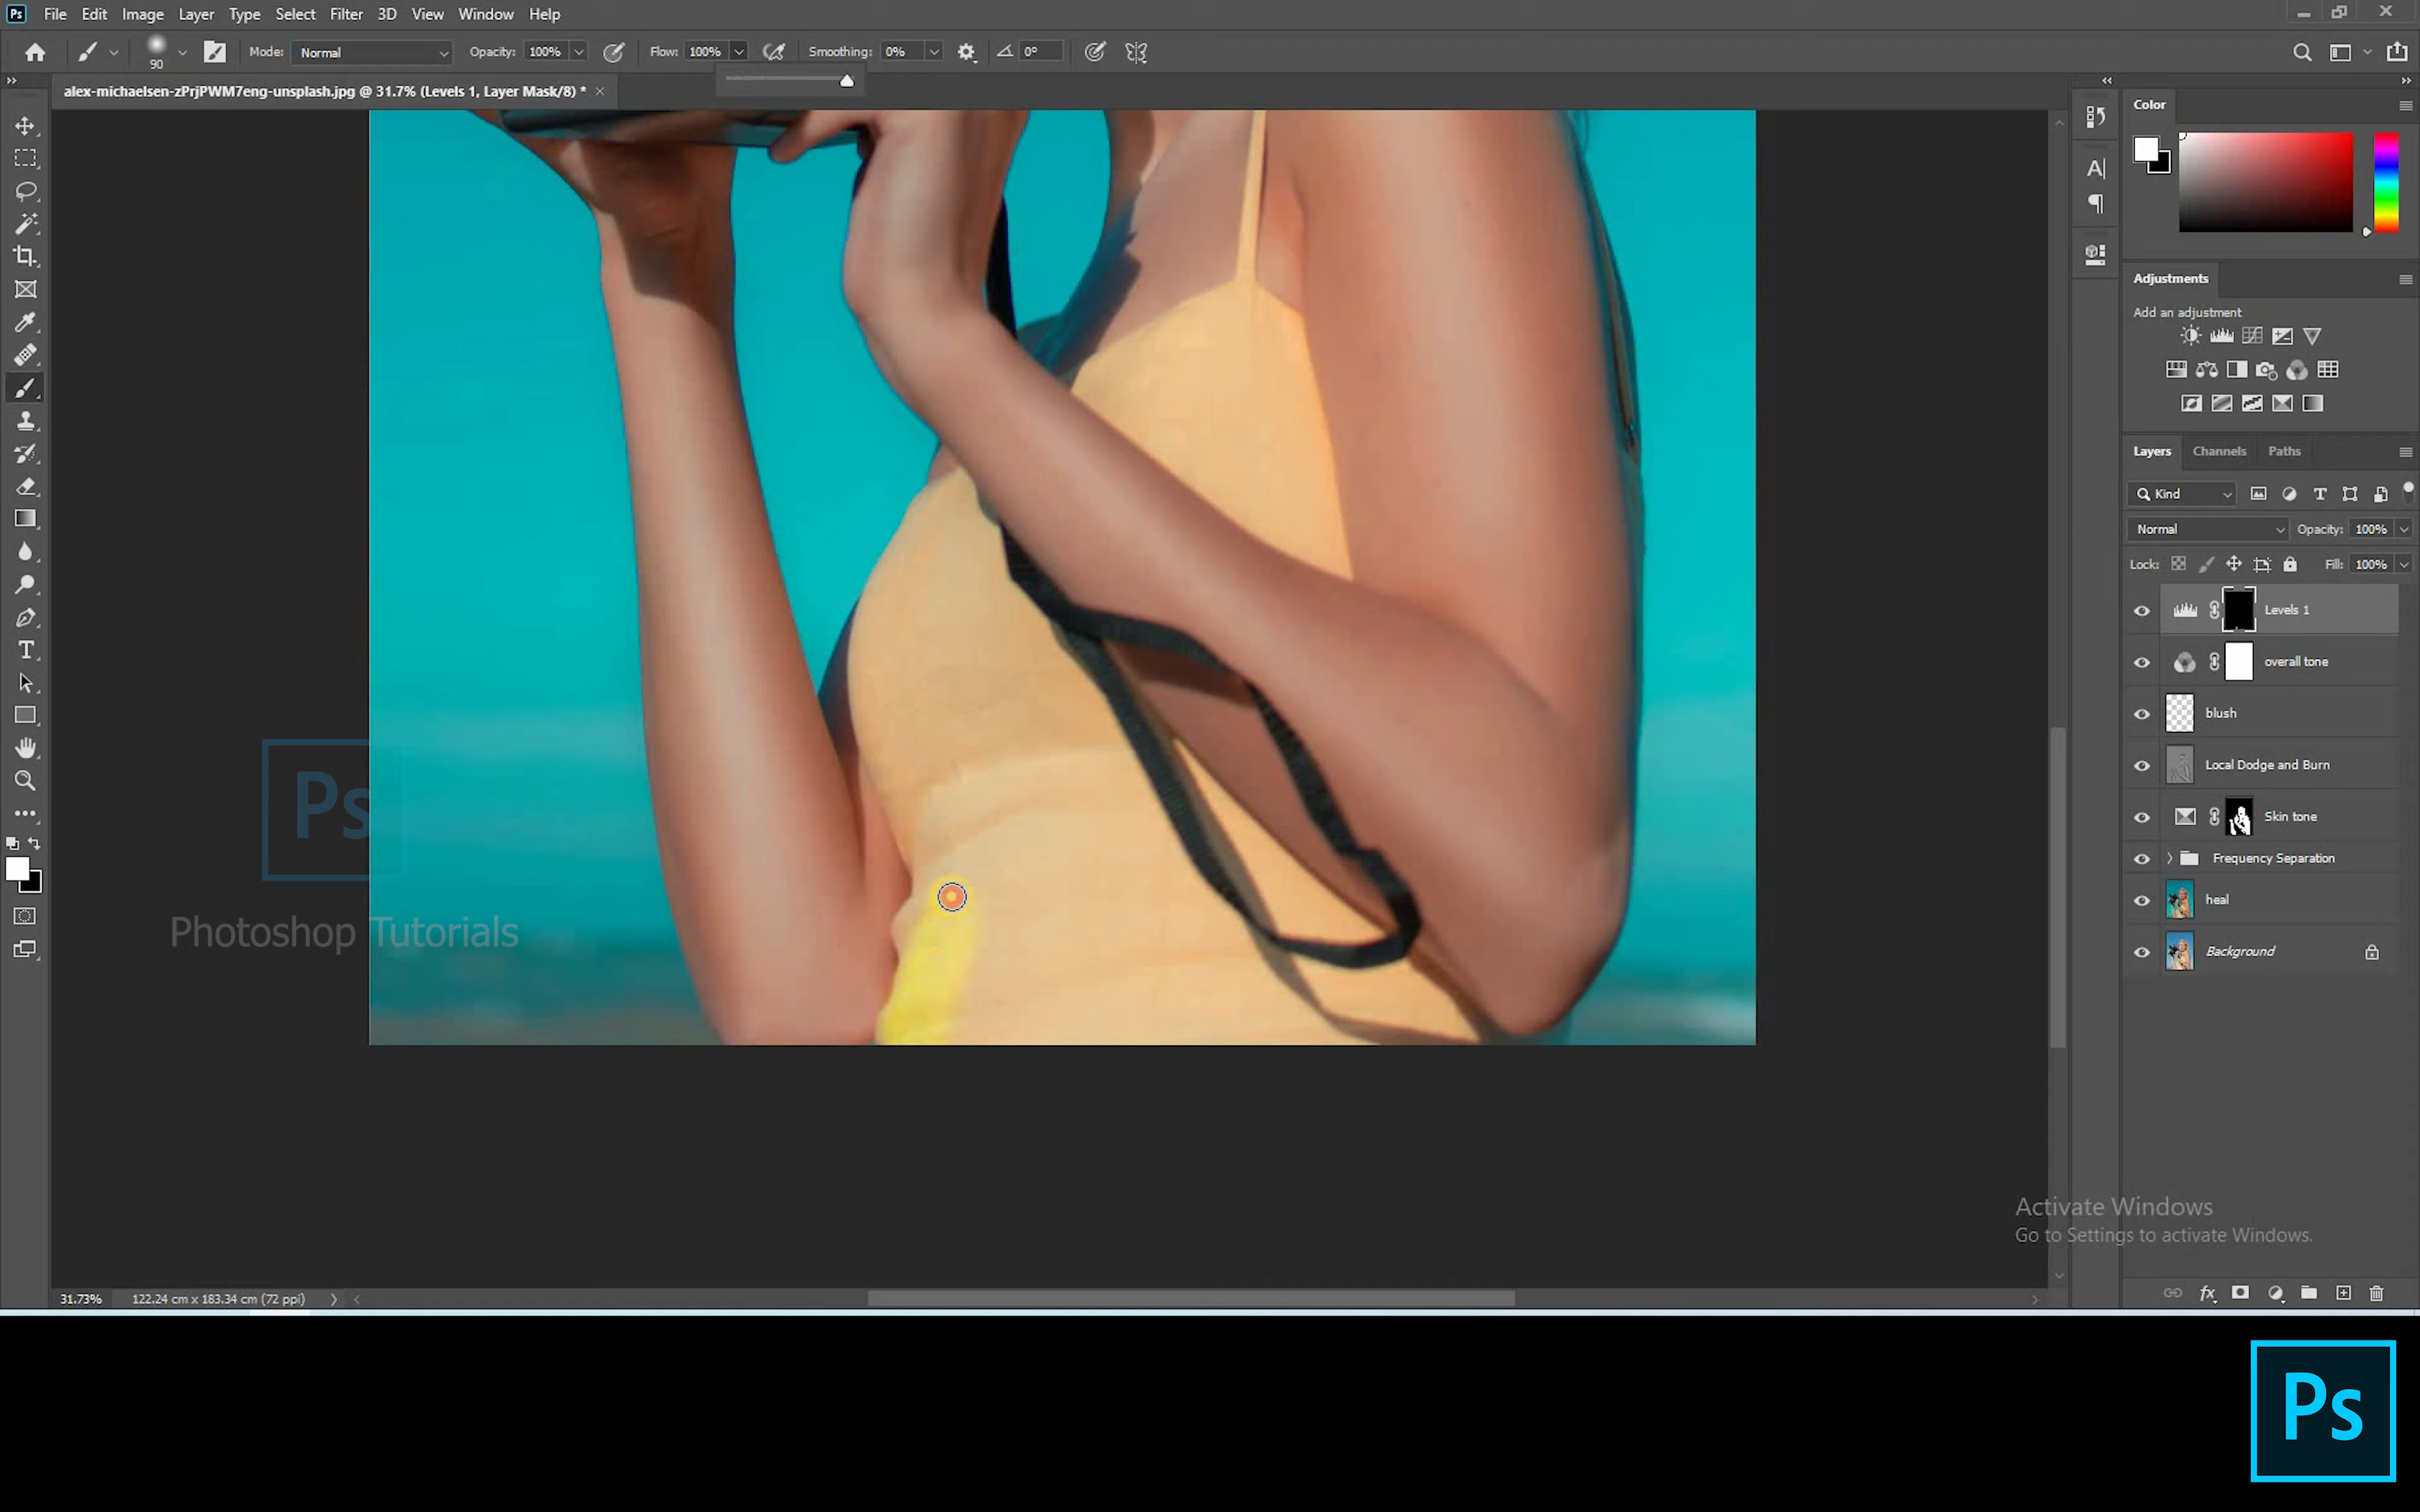 Ps File Edit Image Layer Type Select Filter 3D View Window Help
90 Mode: Normal Opacity: 100% Flow: 100% Smoothing: 0% 0°
alex-michaelsen-zPrjPWM7eng-unsplash.jpg @ 31.7% (Levels 1, Layer Mask/8) *
Color
Adjustments
Add an adjustment
Layers Channels Paths
Kind
Normal Opacity: 100%
Lock: Fill: 100%
Levels 1
overall tone
blush
Local Dodge and Burn
Skin tone
Frequency Separation
heal
Background
Ps
Photoshop Tutorials
Activate Windows
Go to Settings to activate Windows.
31.73% 122.24 cm x 183.34 cm (72 ppi)
Ps